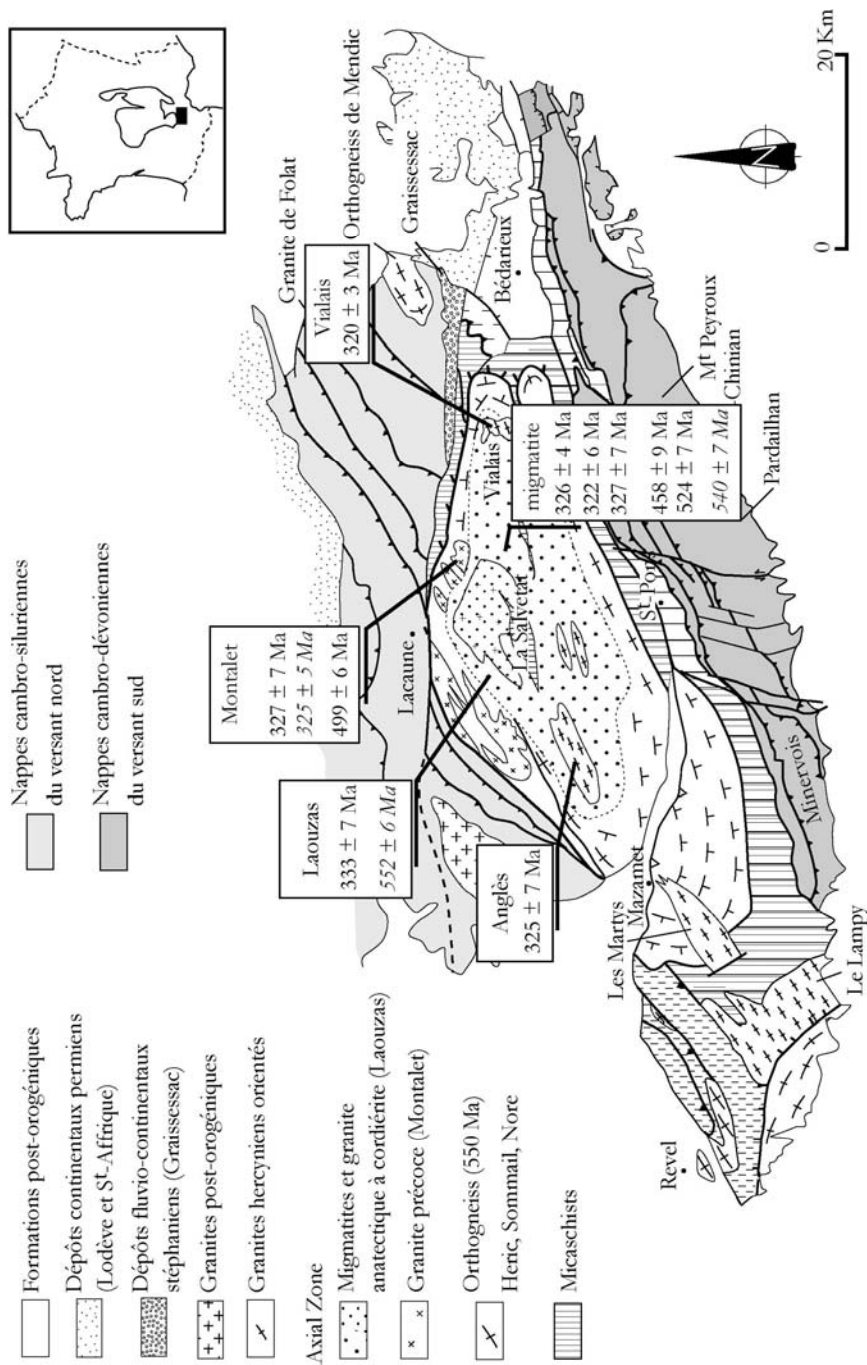 Formations post-orogéniques
Dépôts continentaux permiens
(Lodève et St-Affrique)
Dépôts fluvio-continentaux
stéphaniens (Graissessac)
Granites post-orogéniques
Granites hercyniens orientés
Axial Zone
Migmatites et granite
anatectique à cordiérite (Laouzas)
Granite précoce (Montalet)
Orthogneiss (550 Ma)
Heric, Sommail, Nore
Micaschists
Nappes cambro-siluriennes
du versant nord
Nappes cambro-dévoniennes
du versant sud
Montalet
327 ± 7 Ma
325 ± 5 Ma
499 ± 6 Ma
Laouzas
333 ± 7 Ma
552 ± 6 Ma
Anglès
325 ± 7 Ma
Vialais
320 ± 3 Ma
migmatite
326 ± 4 Ma
322 ± 6 Ma
327 ± 7 Ma
458 ± 9 Ma
524 ± 7 Ma
540 ± 7 Ma
Granite de Folat
Orthogneiss de Mendic
Graissessac
Bédarieux
Lacaune
Vialais
La Salvetat
St-Pons
Mt Peyroux
Chinian
Pardailhan
Minervois
Mazamet
Les Martys
Le Lampy
Revel
N
0
20 Km